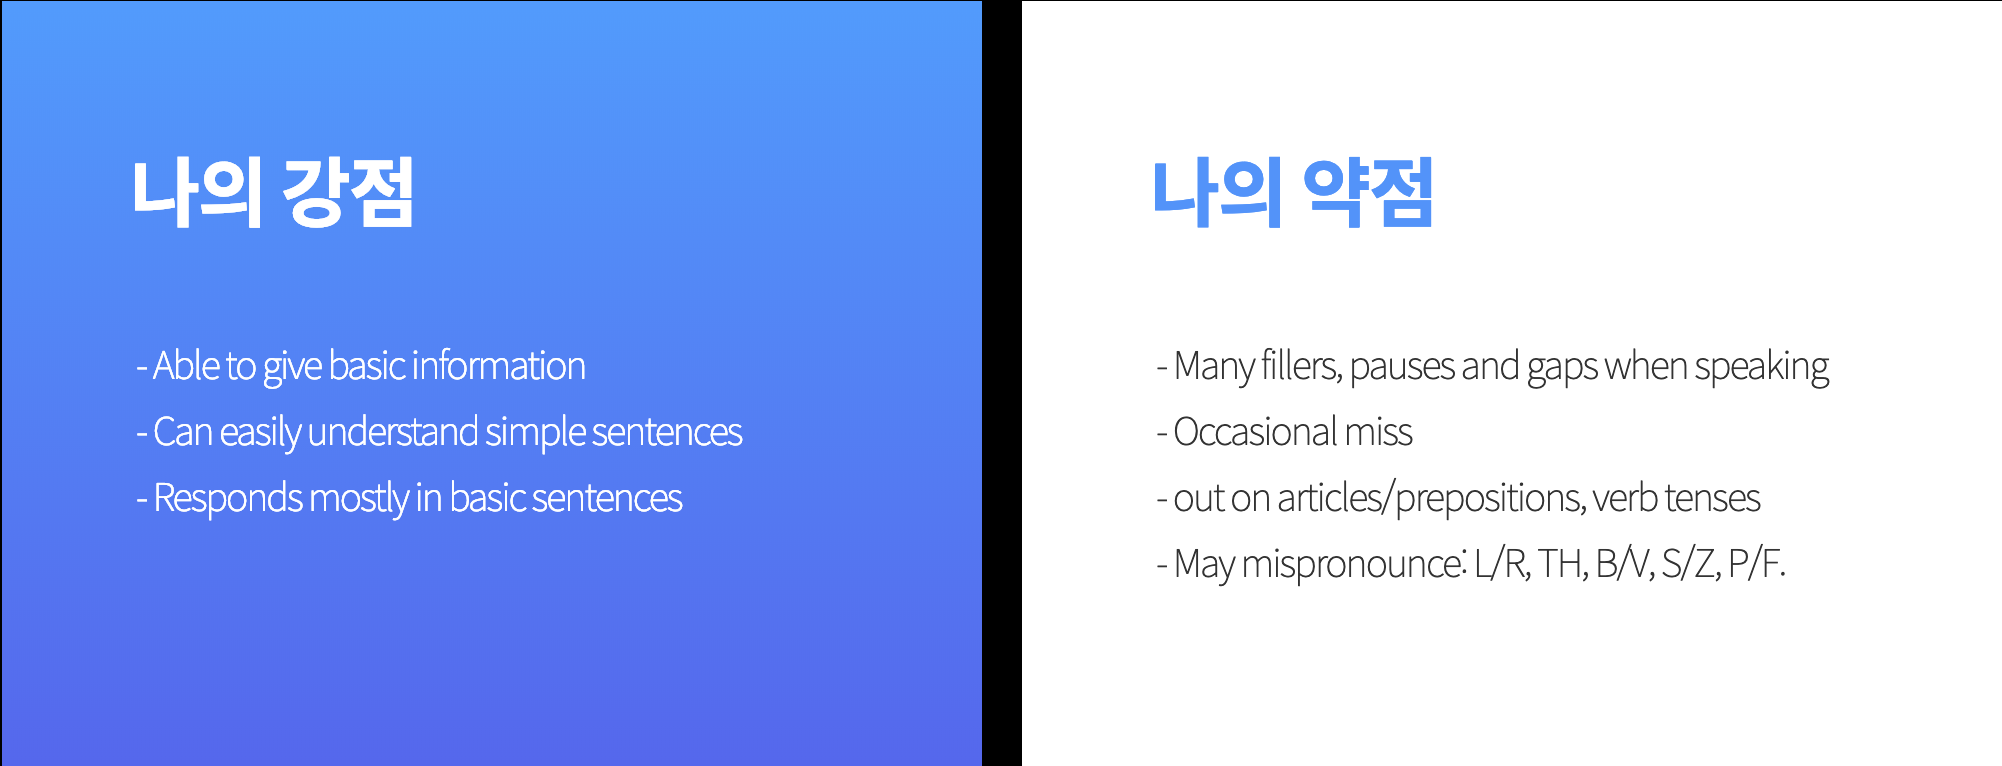 나의 강점
- Able to give basic information
- Can easily understand simple sentences
- Responds mostly in basic sentences
나의 약점
- Many fillers, pauses and gaps when speaking
- Occasional miss
- out on articles/prepositions, verb tenses
- May mispronounce: L/R, TH, B/V, S/Z, P/F.